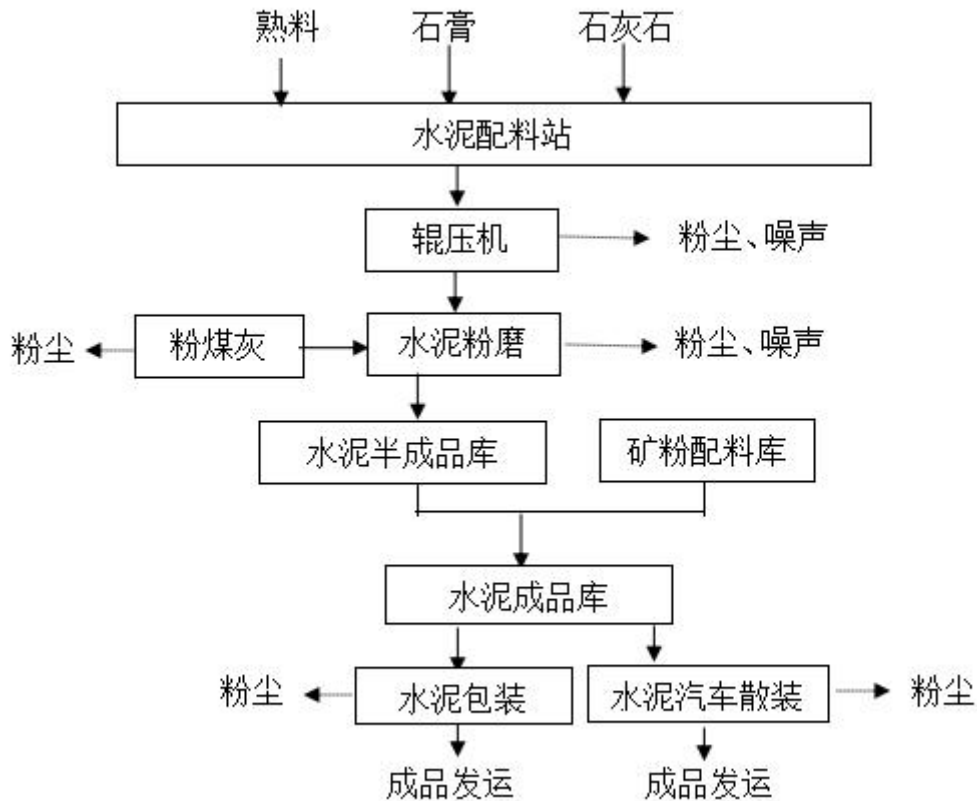 熟料 石膏 石灰石
水泥配料站
辊压机 粉尘、噪声
粉尘 粉煤灰 水泥粉磨 粉尘、噪声
水泥半成品库 矿粉配料库
水泥成品库
粉尘 水泥包装 水泥汽车散装 粉尘
成品发运 成品发运